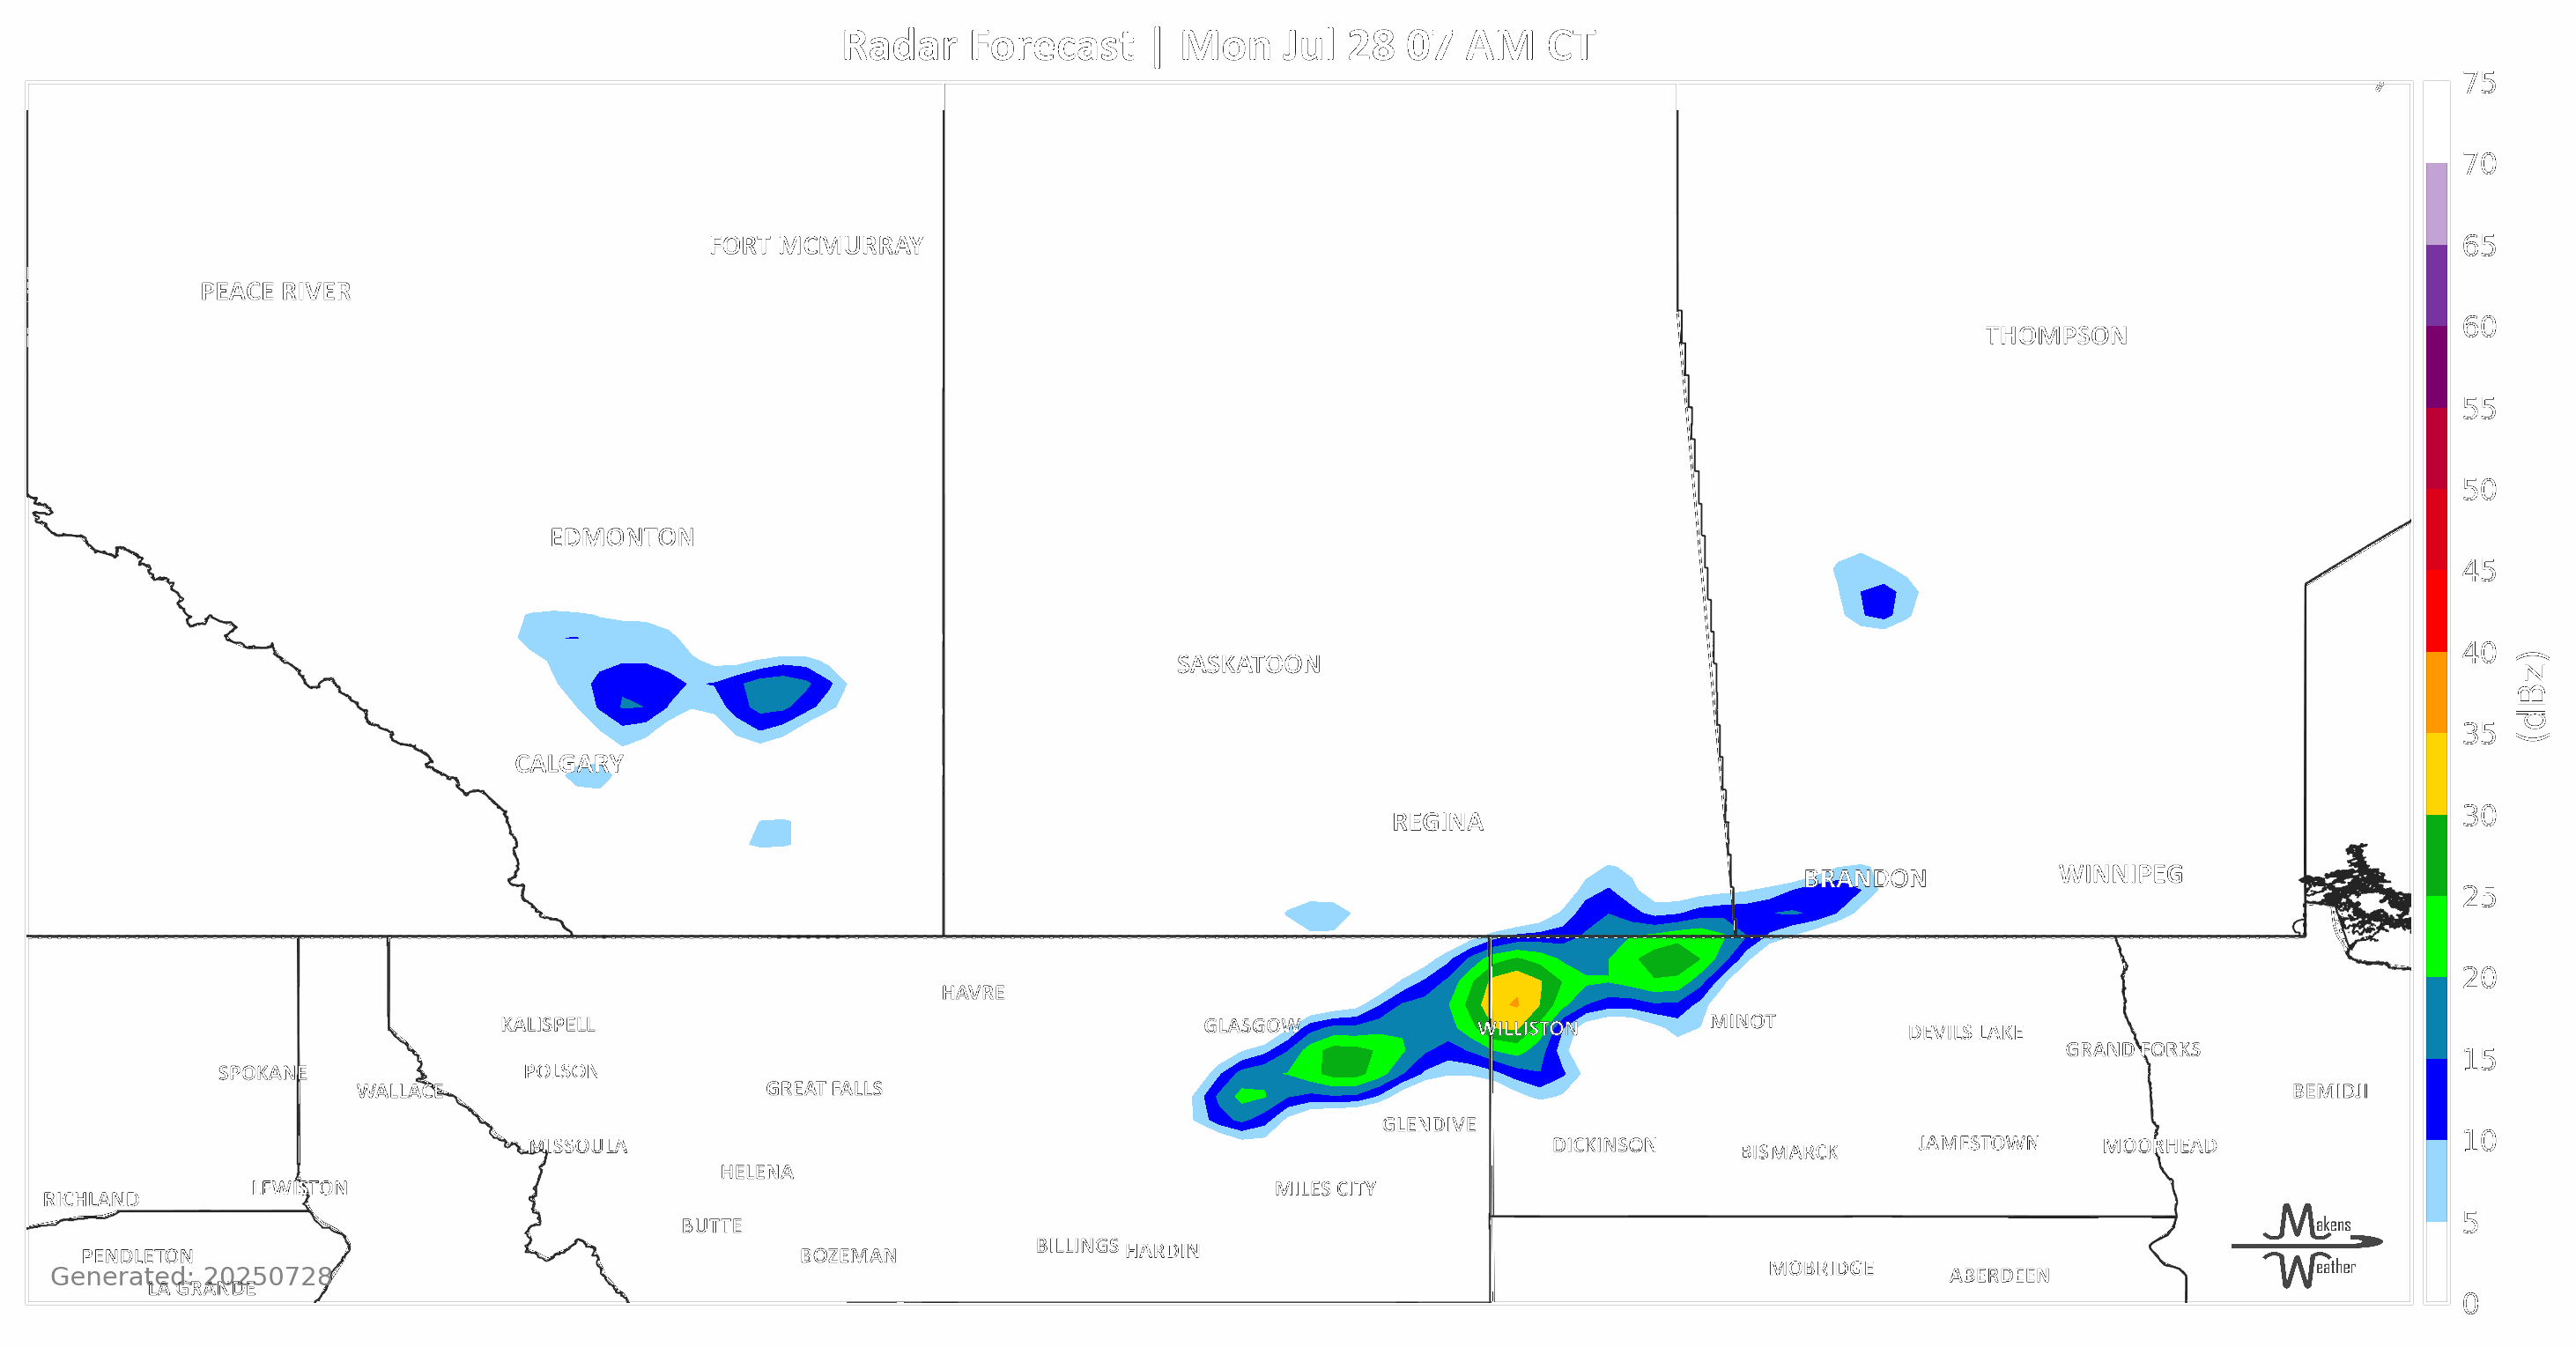 Radar Forecast | Mon Jul 28 07 AM CT
75
70
FORT MCMURRAY
65
PEACE RIVER
60
THOMPSON
55
50
EDMONTON
45
40
SASKATOON
(dBz)
35
CALGARY
30
REGINA
BRANDON
WINNIPEG
25
20
HAVRE
KALISPELL
GLASGOW
WILLISTON
MINOT
DEVILS LAKE
GRAND FORKS
15
SPOKANE
POLSON
WALLACE
GREAT FALLS
BEMIDJI
GLENDIVE
10
MISSOULA
DICKINSON
BISMARCK
JAMESTOWN
MOORHEAD
HELENA
RICHLAND
LEWISTON
MILES CITY
5
BUTTE
Makens
Weather
PENDLETON
BOZEMAN
BILLINGS
HARDIN
MOBRIDGE
ABERDEEN
Generated: 20250728
LA GRANDE
0